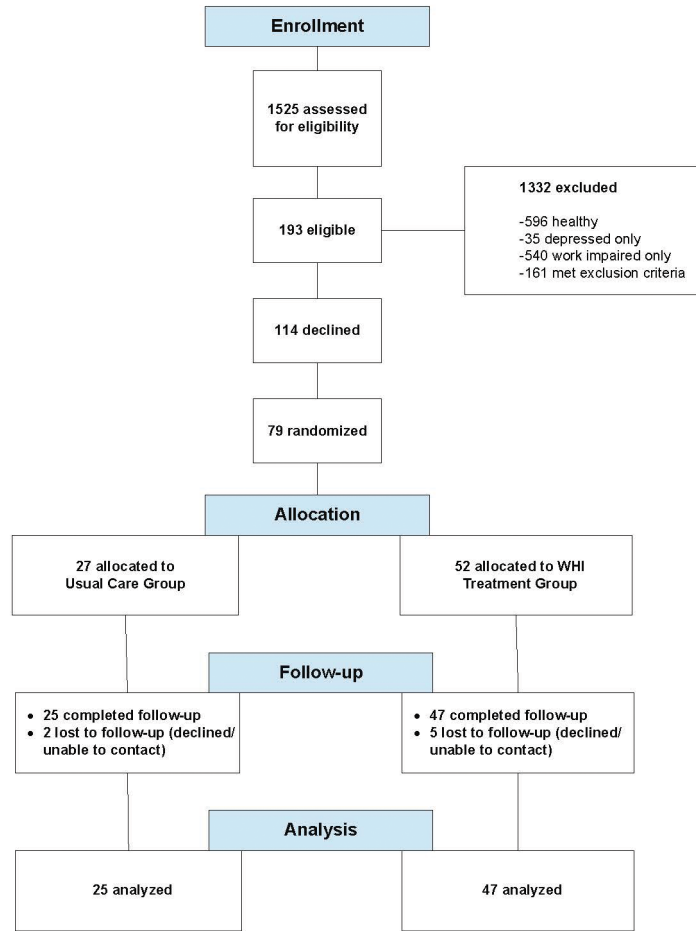 Enrollment
1525 assessed
for eligibility
1332 excluded
-596 healthy
-35 depressed only
-540 work impaired only
-161 met exclusion criteria
193 eligible
114 declined
79 randomized
Allocation
27 allocated to
Usual Care Group
52 allocated to WHI
Treatment Group
Follow-up
• 25 completed follow-up
• 2 lost to follow-up (declined/
unable to contact)
• 47 completed follow-up
• 5 lost to follow-up (declined/
unable to contact)
Analysis
25 analyzed
47 analyzed